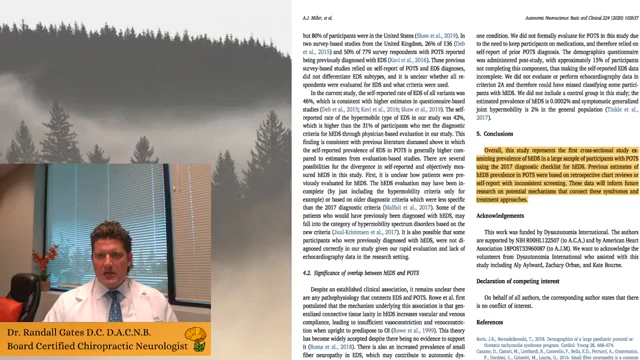 A.J. Miller, et al.
Autonomic Neuroscience: Basic and Clinical 224 (2020) 102637
but 80% of participants were in the United States (Shaw et al., 2019).
In two survey-based studies from the United Kingdom, 26% of 136 (Deb
et al., 2015) and 50% of 779 survey respondents with POTS reported
being previously diagnosed with EDS (Kavi et al., 2016). These previous
survey-based studies relied on self-report of POTS and EDS diagnoses,
did not differentiate EDS subtypes, and it is unclear whether all re-
spondents were evaluated for EDS and what criteria were used.
In the current study, the self-reported rate of EDS of all variants was
46%, which is consistent with higher estimates in questionnaire-based
studies (Deb et al., 2015; Kavi et al., 2016; Shaw et al., 2019). The self-
reported rate of the hypermobile type of EDS in our study was 42%,
which is higher than the 31% of participants who met the diagnostic
criteria for hEDS through physician-based evaluation in our study. This
finding is consistent with previous literature discussed above in which
the self-reported prevalence of EDS in POTS is generally higher com-
pared to estimates from evaluation-based studies. There are several
possibilities for the divergence in self-reported and objectively mea-
sured hEDS in this study. First, it is unclear how patients were pre-
viously evaluated for hEDS. The hEDS evaluation may have been in-
complete (by just including the hypermobility criteria only for
example) or based on older diagnostic criteria which were less specific
than the 2017 diagnostic criteria (Malfait et al., 2017). Some of the
patients who would have previously been diagnosed with hEDS, may
fall into the category of hypermobility spectrum disorders based on the
new criteria (Juul-Kristensen et al., 2017). It is also possible that some
participants who were previously diagnosed with hEDS, were not di-
agnosed correctly in our study given our rapid evaluation and lack of
echocardiography data in the research setting.
4.2. Significance of overlap between hEDS and POTS
Despite an established clinical association, it remains unclear there
are any pathophysiology that connects EDS and POTS. Rowe et al. first
postulated that the mechanism underlying this association is that gen-
eralized connective tissue laxity in hEDS increases vascular and venous
compliance, leading to insufficient vasoconstriction and venoconstric-
tion when upright to predispose to OI (Rowe et al., 1999). This theory
has become widely accepted despite there being no evidence to support
it (Roma et al., 2018). There is also an increased prevalence of small
fiber neuropathy in EDS, which may contribute to autonomic dys-
one condition. We did not formally evaluate for POTS in this study due
to the need to keep participants on medications, and therefore relied on
self-report of prior POTS diagnosis. The demographics questionnaire
was administered post-study, with approximately 15% of participants
not completing this component, thus making the self-reported EDS data
incomplete. We did not evaluate or perform echocardiography data in
criterion 2A and therefore could have missed classifying some partici-
pants with hEDS. We did not include a control group in this study; the
estimated prevalence of hEDS is 0.0002% and symptomatic generalized
joint hypermobility is 2% in the general population (Tinkle et al.,
2017).
5. Conclusions
Overall, this study represents the first cross-sectional study ex-
amining prevalence of hEDS in a large sample of participants with POTS
using the 2017 diagnostic checklist for hEDS. Previous estimates of
hEDS prevalence in POTS were based on retrospective chart reviews or
self-report with inconsistent screening. These data will inform future
research on potential mechanisms that connect these syndromes and
treatment approaches.
Acknowledgements
This work was funded by Dysautonomia International. The authors
are supported by NIH R00HL122507 (to A.C.A.) and by American Heart
Association 18POST33960087 (to A.J.M.). We want to acknowledge the
volunteers from Dysautonomia International who assisted with this
study including Aly Aylward, Zachary Orban, and Kate Bourne.
Declaration of competing interest
On behalf of all authors, the corresponding author states that there
is no conflict of interest.
References
Dr. Randall Gates D.C. D.A.C.N.B.
Board Certified Chiropractic Neurologist